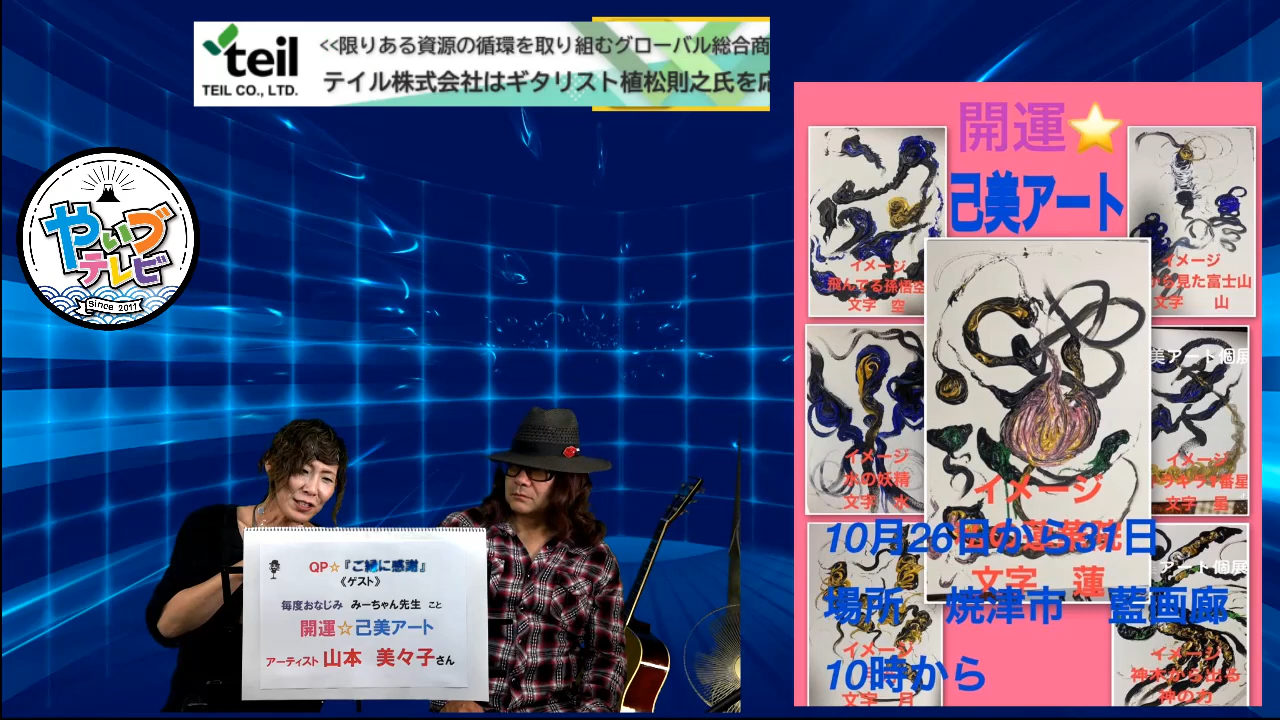 teil
TEIL CO., LTD.
<<限りある資源の循環を取り組むグローバル総合商
テイル株式会社はギタリスト植松則之氏を応
やいづ
テレビ
since 2017
QP☆『ご縁に感謝』
《ゲスト》
毎度おなじみ みーちゃん先生 こと
開運☆己美アート
アーティスト 山本 美々子さん
開運⭐
己美アート
イメージ
飛んでる孫悟空
文字 空
イメージ
ら見た富士山
文字 山
イメージ
水の妖精
文字 水
美アート個展
イメージ
ラキラ1番星
文字 星
イメージ
文字 蓮
10月26日から31日
場所 焼津市 藍画廊
10時から
イメージ
文字 月
アート個展
イメージ
神木から出る
神の力